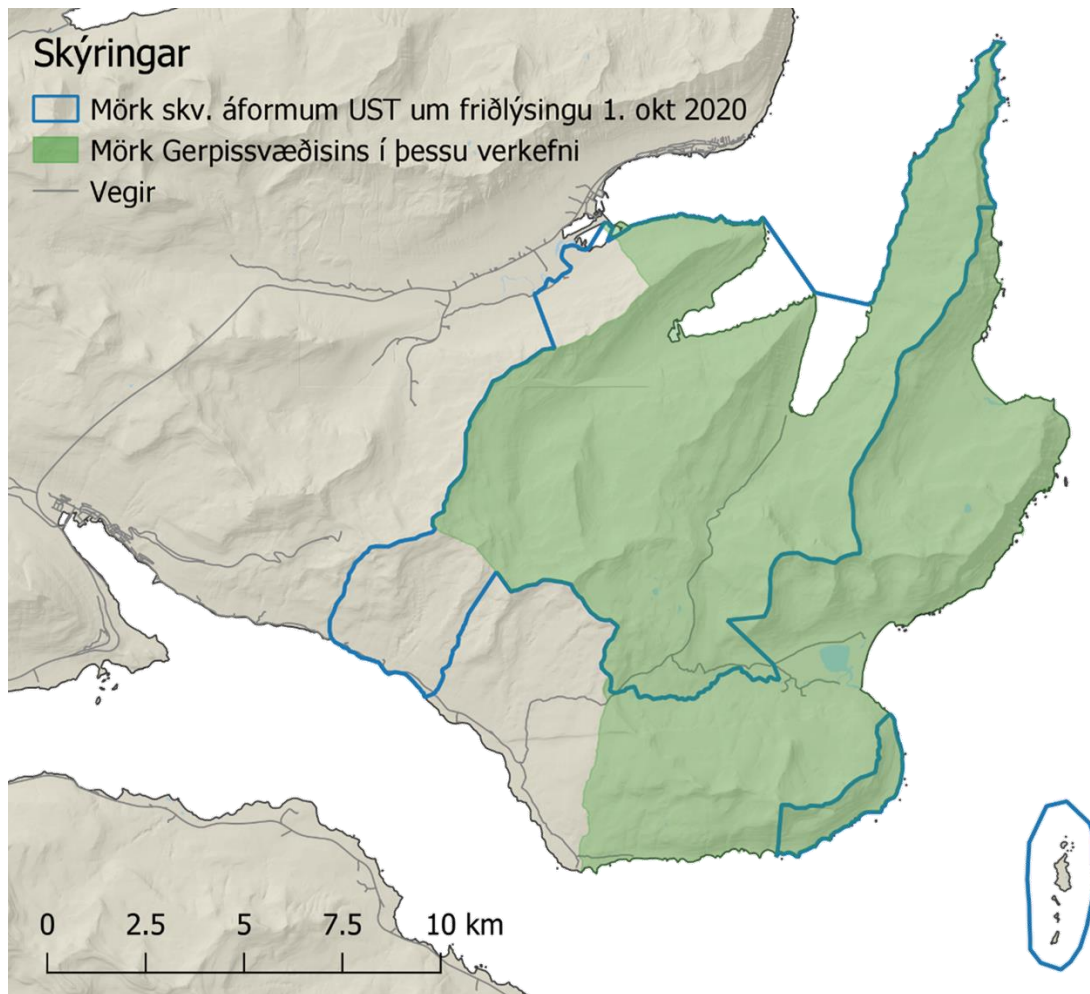 Skýringar
Mörk skv. áformum UST um friðlýsingu 1. okt 2020
Mörk Gerpissvæðisins í þessu verkefni
Vegir
0 2.5 5 7.5 10 km